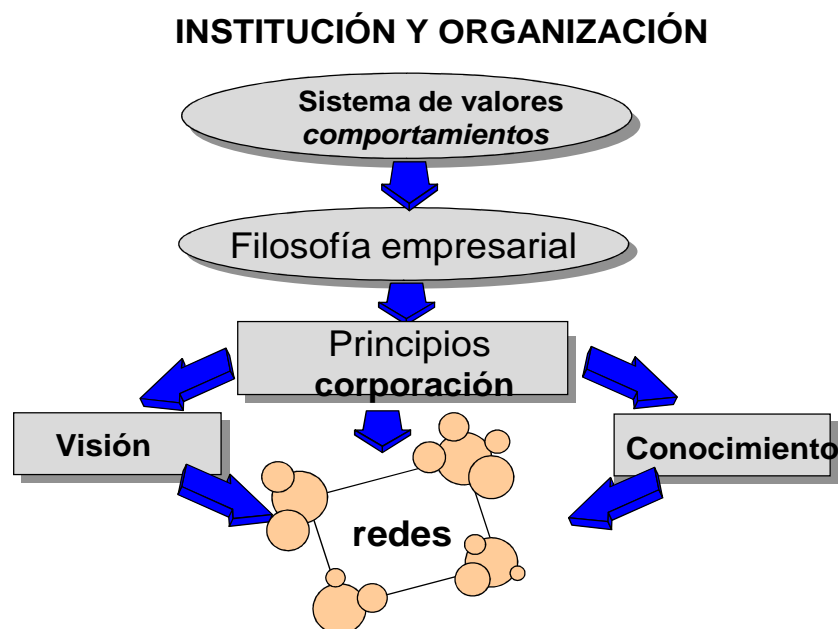 INSTITUCIÓN Y ORGANIZACIÓN
Sistema de valores
comportamientos
Filosofía empresarial
Principios
corporación
Visión
Conocimiento
redes